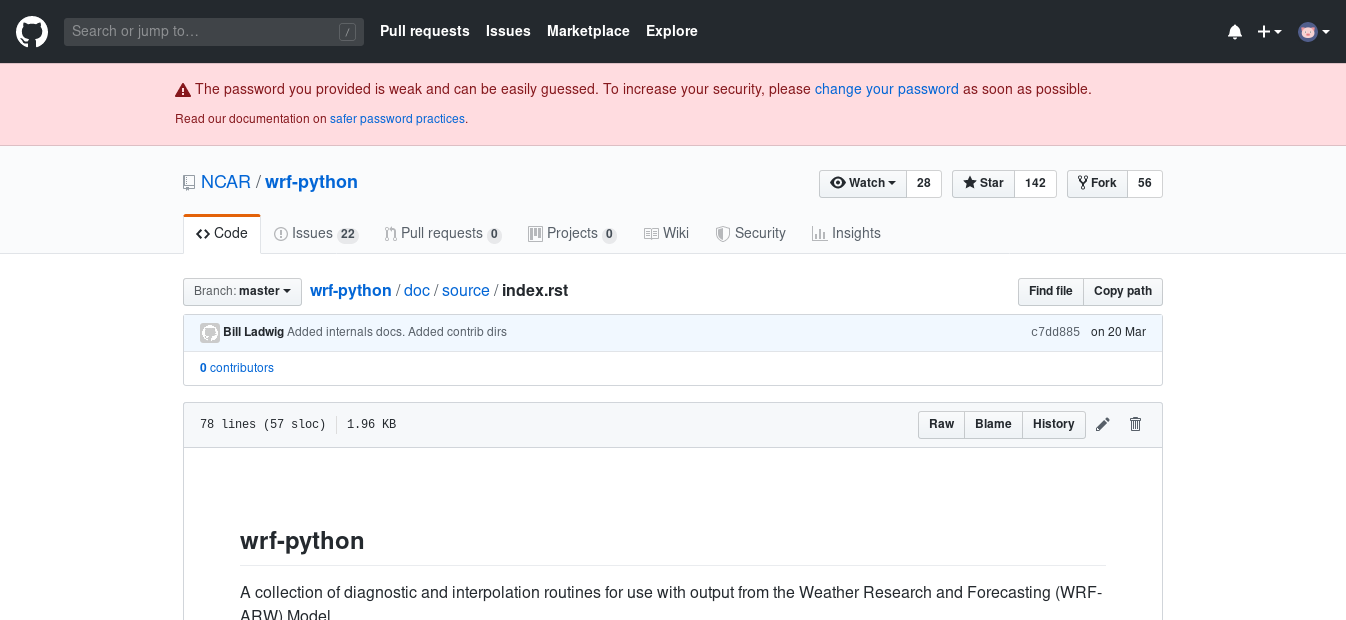 Search or jump to… / Pull requests Issues Marketplace Explore
The password you provided is weak and can be easily guessed. To increase your security, please change your password as soon as possible.
Read our documentation on safer password practices.
NCAR / wrf-python Watch 28 Star 142 Fork 56
Code Issues 22 Pull requests 0 Projects 0 Wiki Security Insights
Branch: master wrf-python / doc / source / index.rst Find file Copy path
Bill Ladwig Added internals docs. Added contrib dirs c7dd885 on 20 Mar
0 contributors
78 lines (57 sloc) 1.96 KB Raw Blame History
wrf-python
A collection of diagnostic and interpolation routines for use with output from the Weather Research and Forecasting (WRF-
ARW) Model.